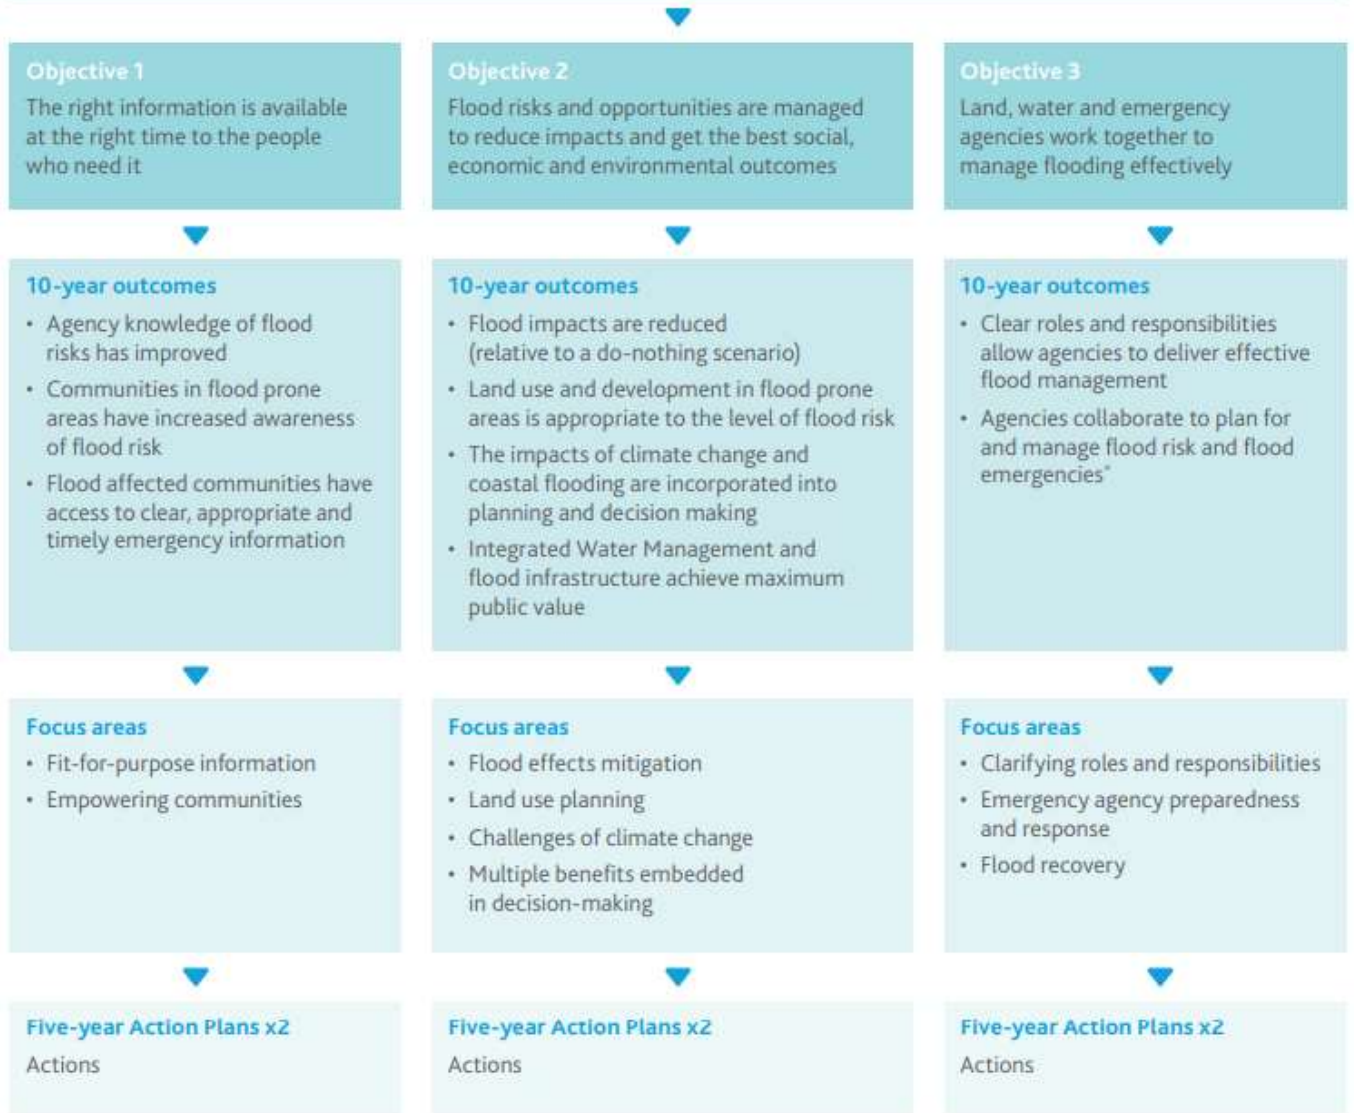 Objective 1
The right information is available
at the right time to the people
who need it
Objective 2
Flood risks and opportunities are managed
to reduce impacts and get the best social,
economic and environmental outcomes
Objective 3
Land, water and emergency
agencies work together to
manage flooding effectively
10-year outcomes
• Agency knowledge of flood
risks has improved
• Communities in flood prone
areas have increased awareness
of flood risk
• Flood affected communities have
access to clear, appropriate and
timely emergency information
10-year outcomes
• Flood impacts are reduced
(relative to a do-nothing scenario)
• Land use and development in flood prone
areas is appropriate to the level of flood risk
• The impacts of climate change and
coastal flooding are incorporated into
planning and decision making
• Integrated Water Management and
flood infrastructure achieve maximum
public value
10-year outcomes
• Clear roles and responsibilities
allow agencies to deliver effective
flood management
• Agencies collaborate to plan for
and manage flood risk and flood
emergencies*
Focus areas
• Fit-for-purpose information
• Empowering communities
Focus areas
• Flood effects mitigation
• Land use planning
• Challenges of climate change
• Multiple benefits embedded
in decision-making
Focus areas
• Clarifying roles and responsibilities
• Emergency agency preparedness
and response
• Flood recovery
Five-year Action Plans x2
Actions
Five-year Action Plans x2
Actions
Five-year Action Plans x2
Actions